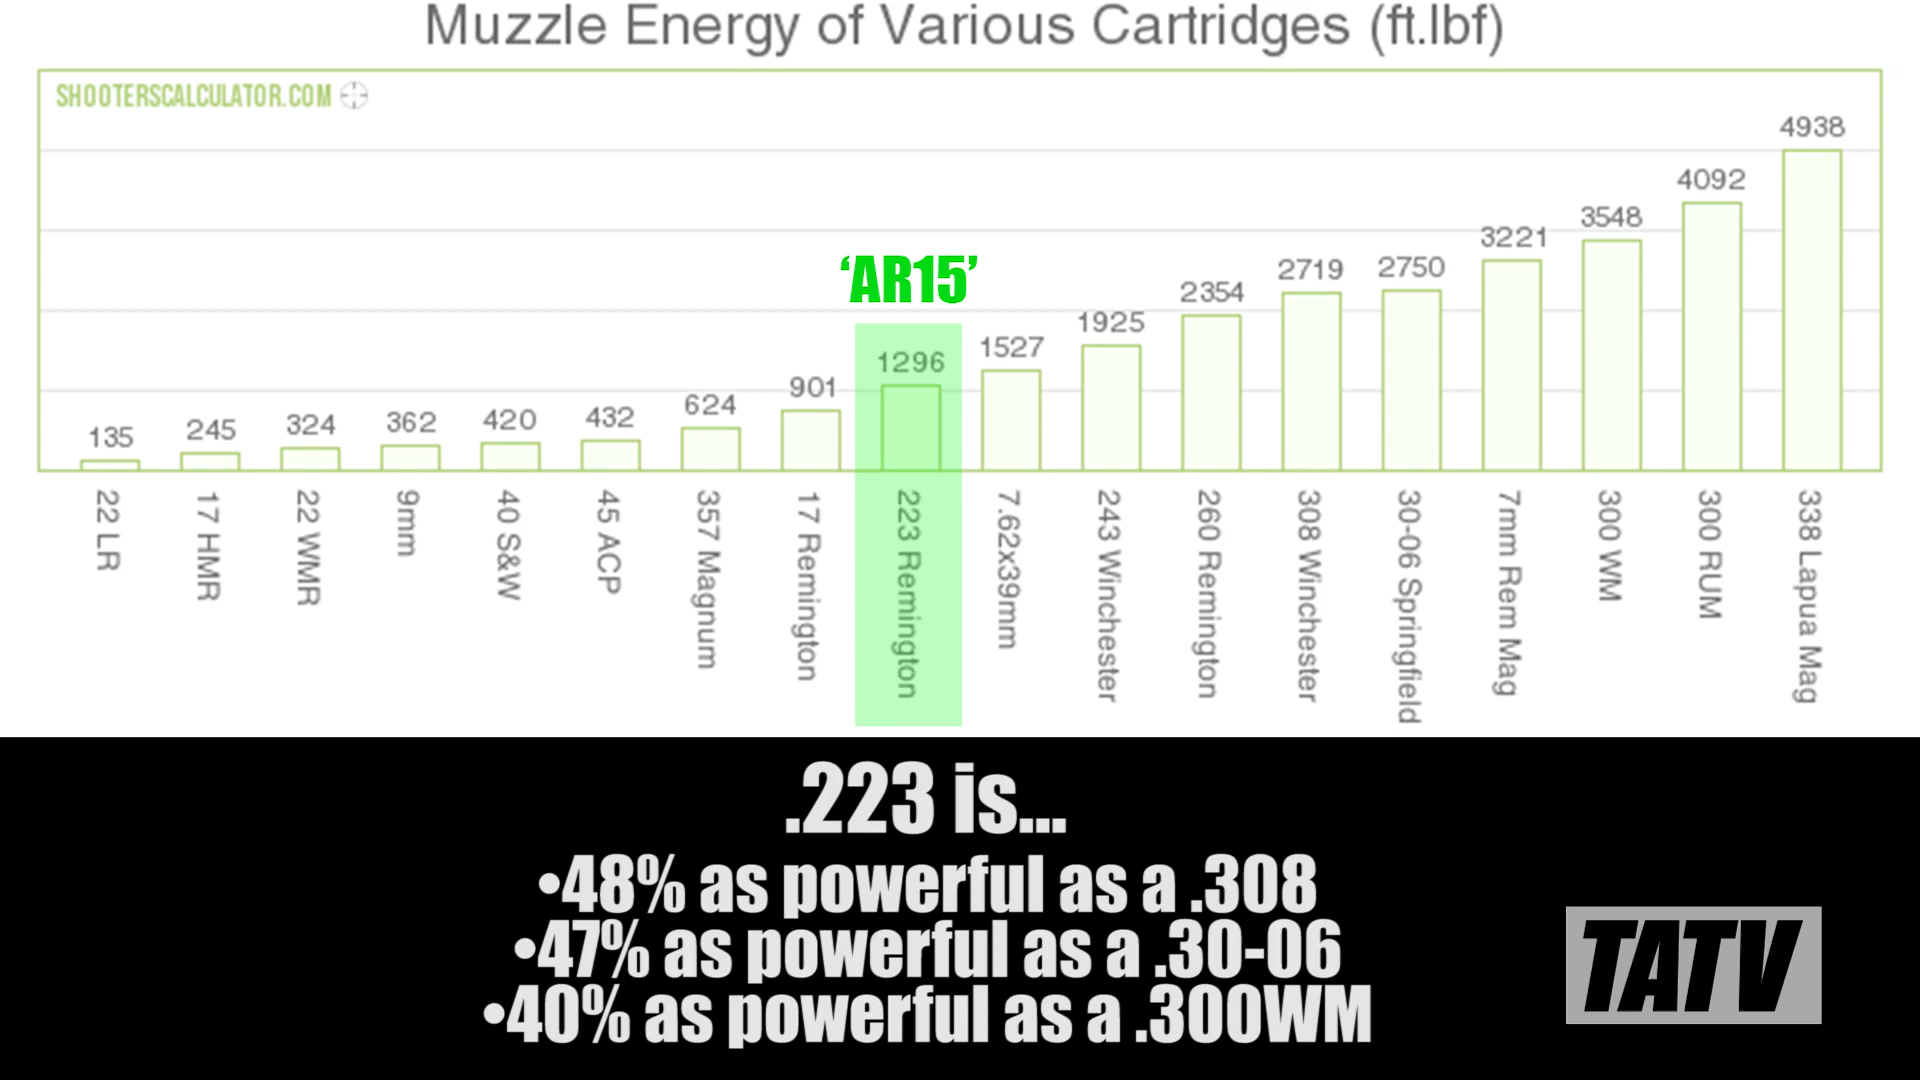 Muzzle Energy of Various Cartridges (ft.lbf)
SHOOTERSCALCULATOR.COM
4938
4092
3548
3221
2750
2719
2354
1925
1527
‘AR15’
1296
901
624
432
420
362
324
245
135
22 LR
17 HMR
22 WMR
9mm
40 S&W
45 ACP
357 Magnum
17 Remington
223 Remington
7.62x39mm
243 Winchester
260 Remington
308 Winchester
30-06 Springfield
7mm Rem Mag
300 WM
300 RUM
338 Lapua Mag
.223 is...
•48% as powerful as a .308
•47% as powerful as a .30-06
•40% as powerful as a .300WM
TATV